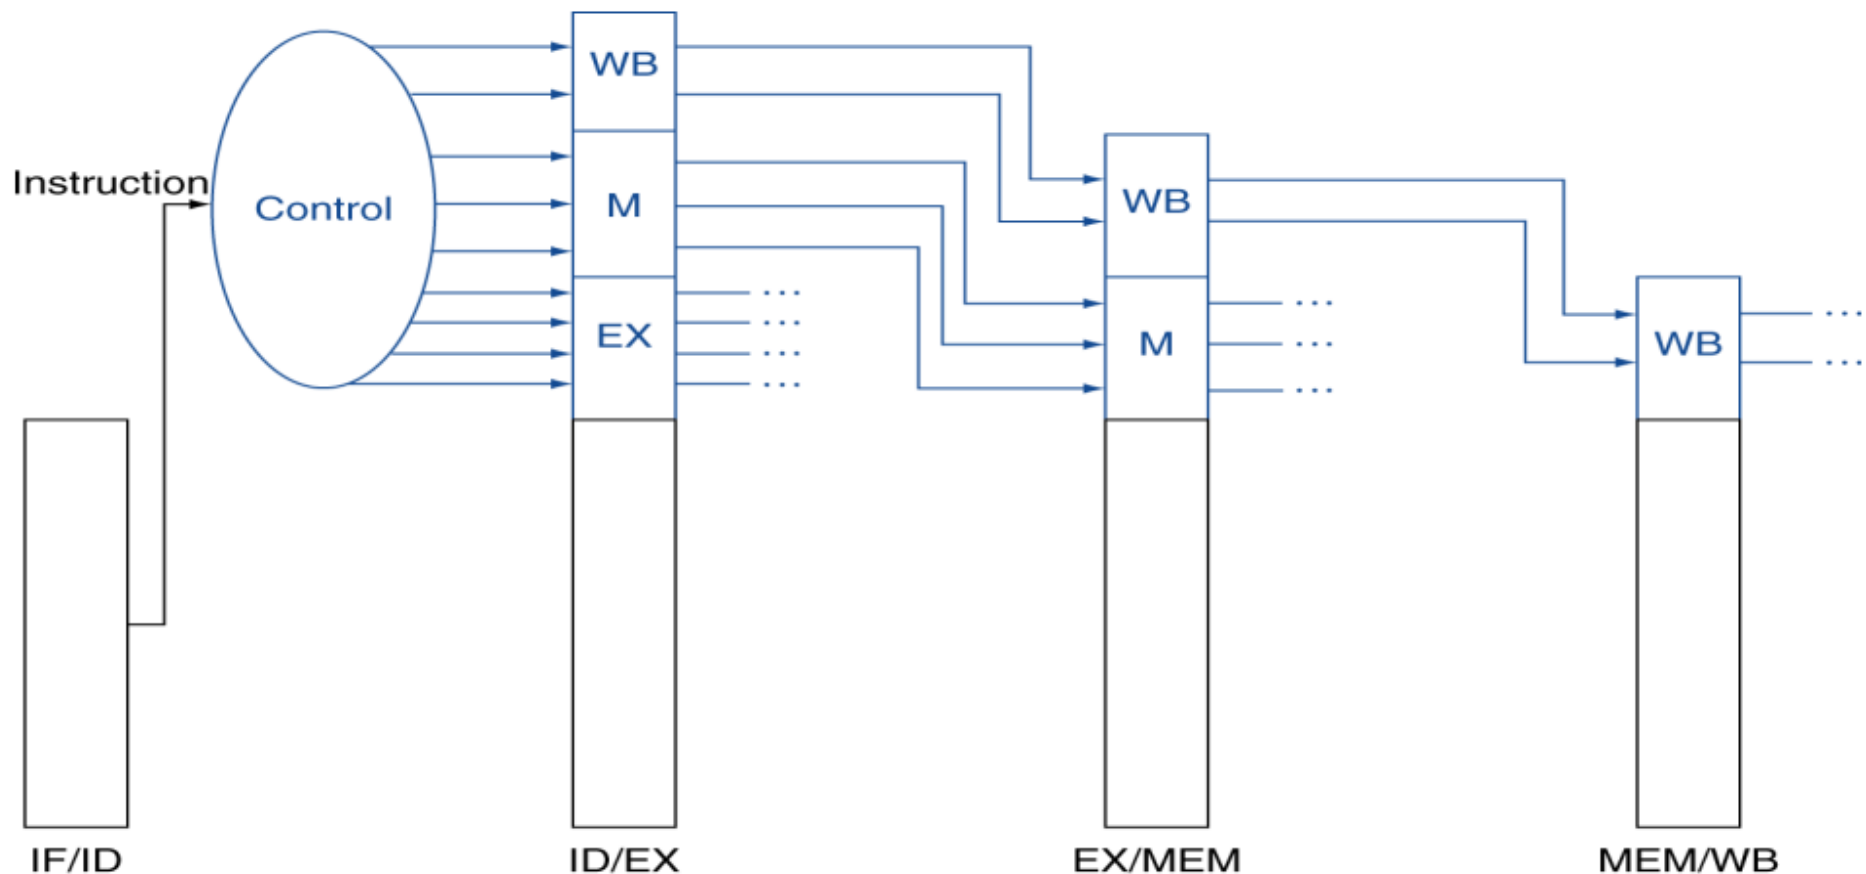 WB
Instruction
Control
M
EX
WB
M
WB
IF/ID
ID/EX
EX/MEM
MEM/WB